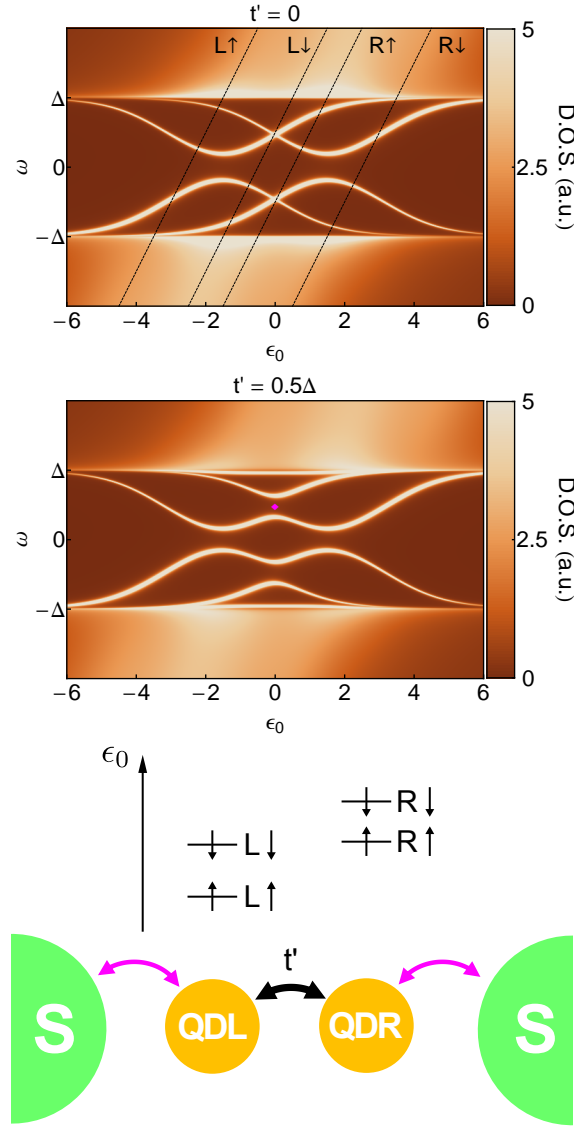 t' = 0
L↑ L↓ R↑ R↓
Δ
0
−Δ
ω
−6 −4 −2 0 2 4 6
ϵ₀
5
2.5
0
D.O.S. (a.u.)
t' = 0.5Δ
Δ
0
−Δ
ω
−6 −4 −2 0 2 4 6
ϵ₀
5
2.5
0
D.O.S. (a.u.)
ϵ₀
R↓
R↑
L↓
L↑
t'
S QDL QDR S